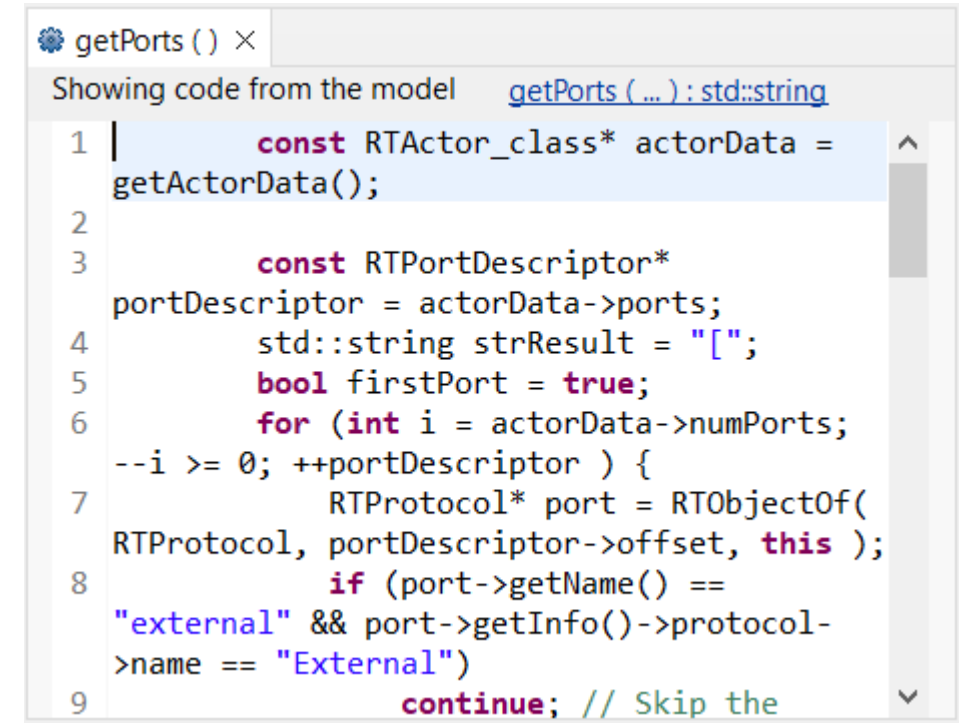 getPorts ( ) ×
Showing code from the model getPorts ( ... ) : std::string
1 const RTActor_class* actorData =
getActorData();
2
3 const RTPortDescriptor*
portDescriptor = actorData->ports;
4 std::string strResult = "[";
5 bool firstPort = true;
6 for (int i = actorData->numPorts;
--i >= 0; ++portDescriptor ) {
7 RTProtocol* port = RTObjectOf(
RTProtocol, portDescriptor->offset, this );
8 if (port->getName() ==
"external" && port->getInfo()->protocol-
>name == "External")
9 continue; // Skip the